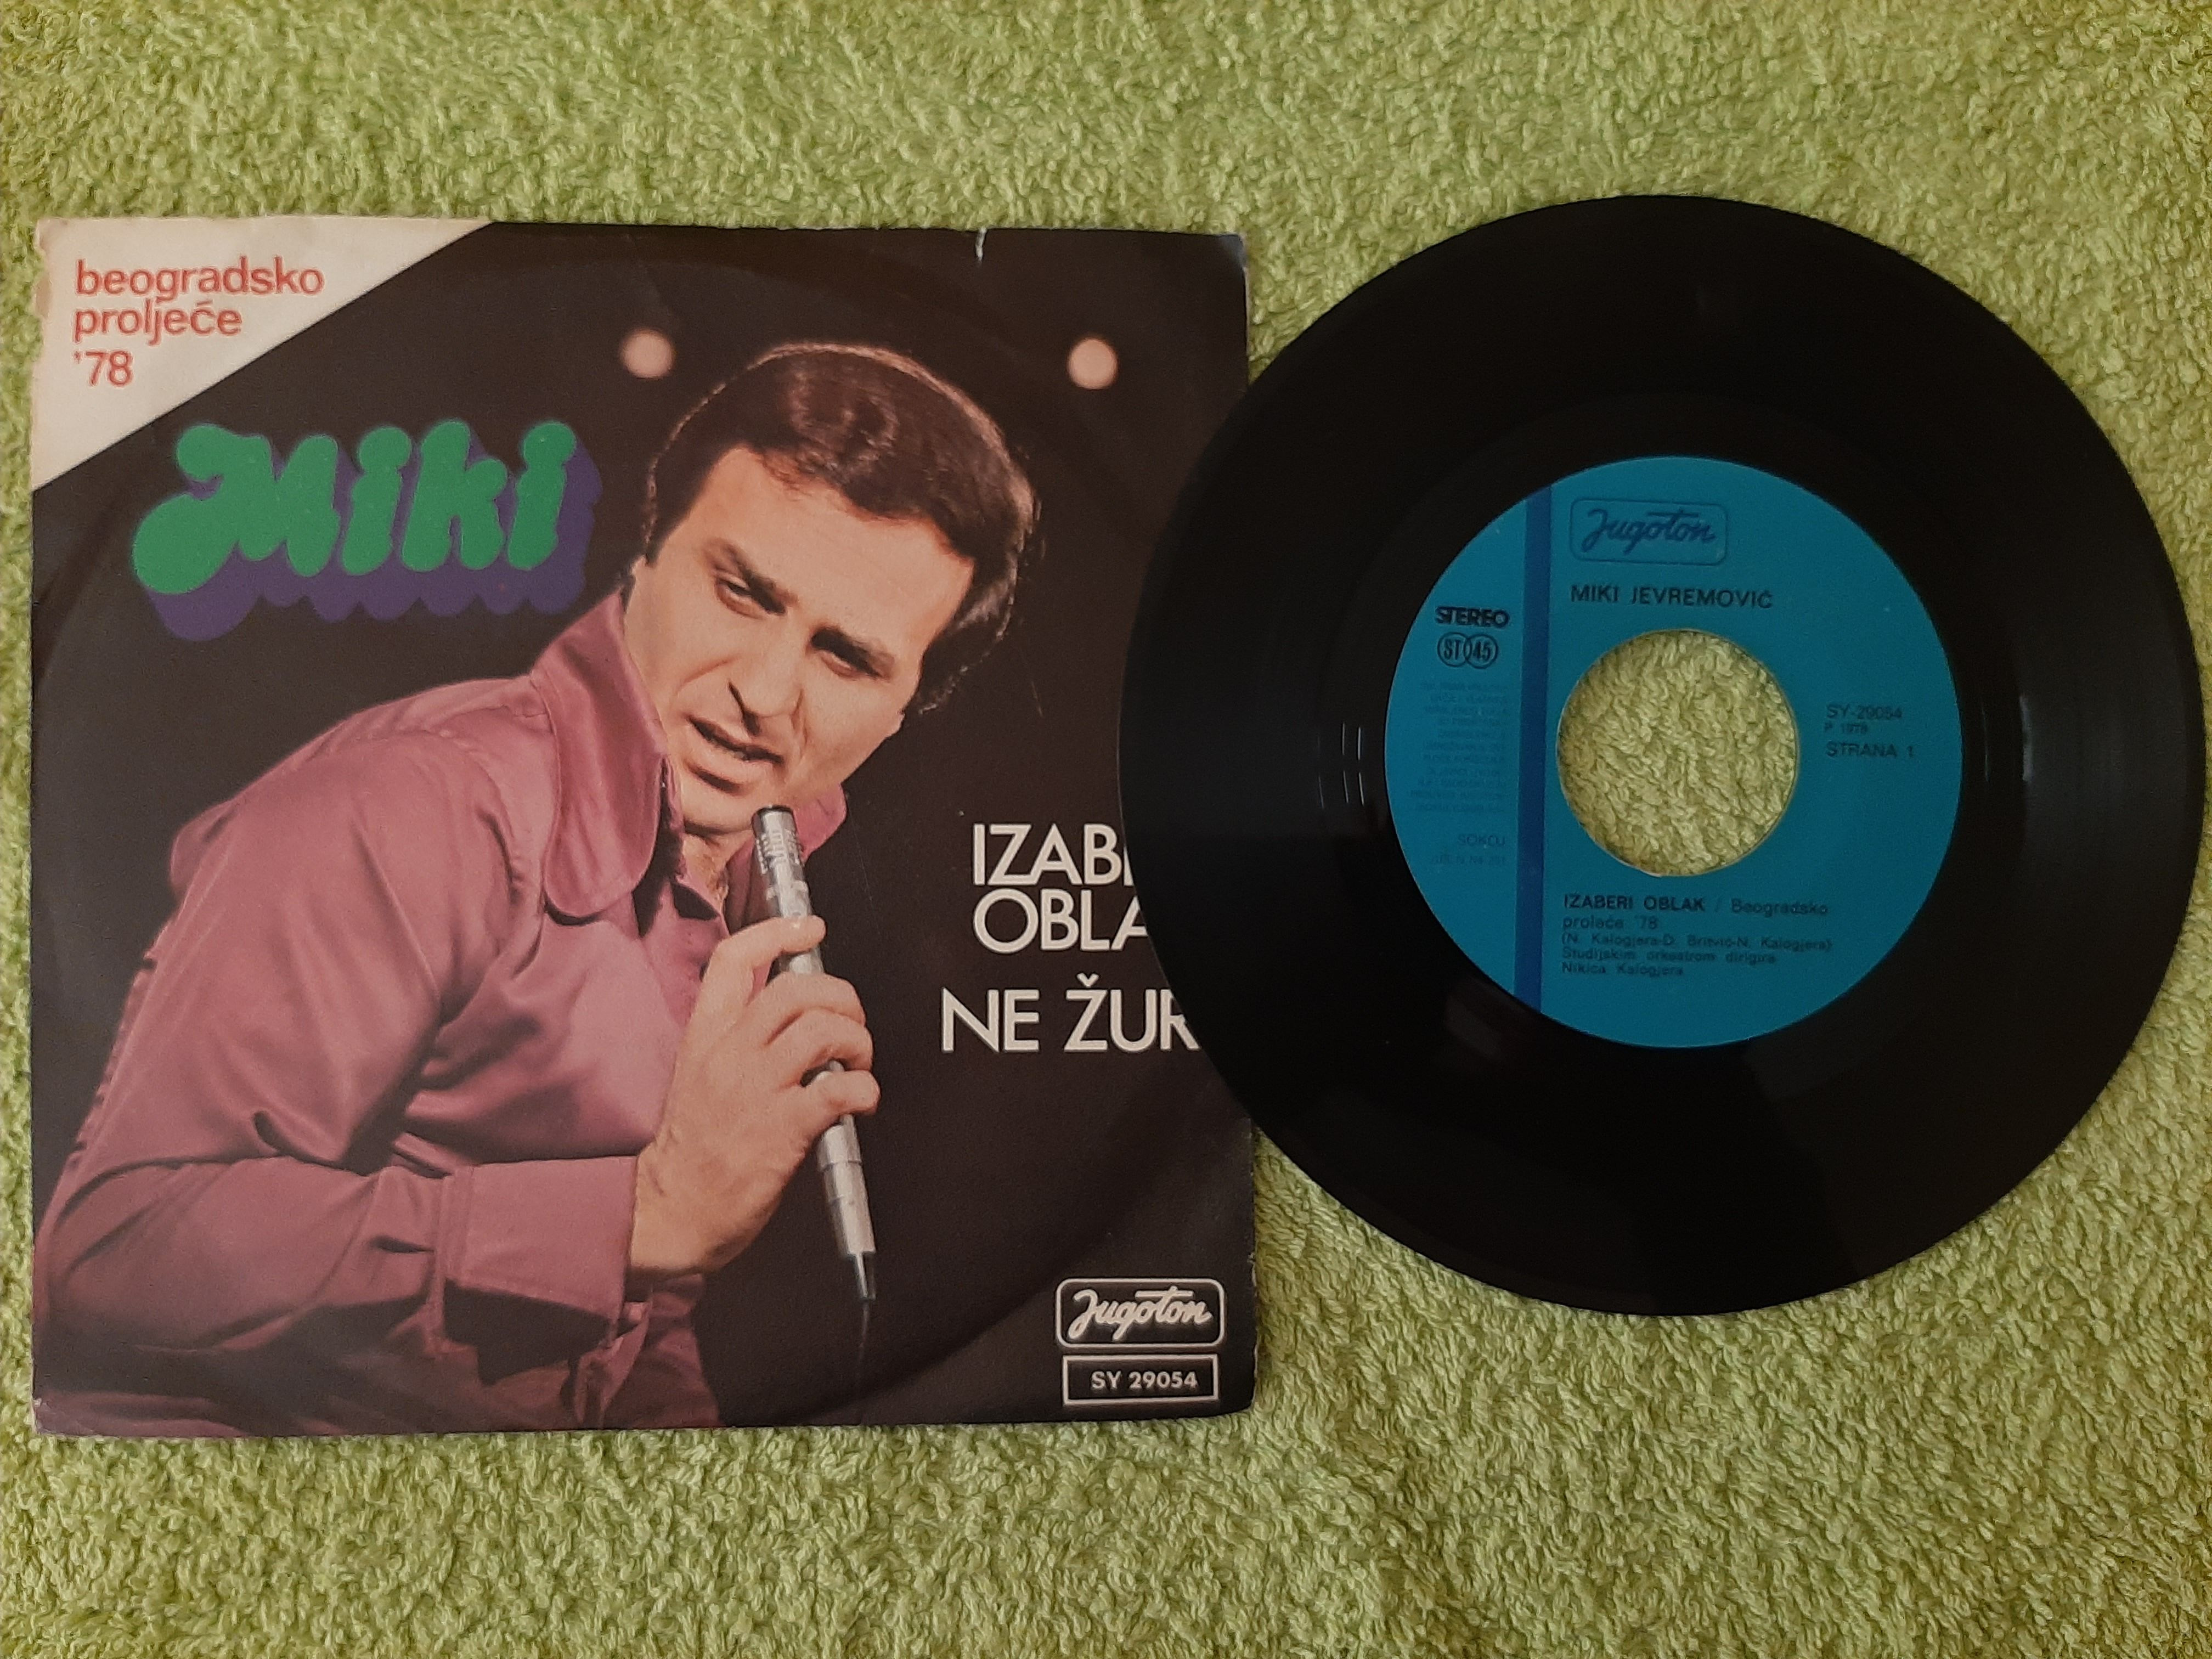 beogradsko
proljeće
'78
Miki
IZAB
OBLA
NE ŽUR
Jugoton
SY 29054
Jugoton
MIKI JEVREMOVIĆ
STEREO
ST 45
SY-29054
P 1978
STRANA 1
SOKOJ
IZABERI OBLAK / Beogradsko
proleće '78
(N. Kalogjera-D. Britvić-N. Kalogjera)
Studijskim orkestrom dirigira
Nikica Kalogjera